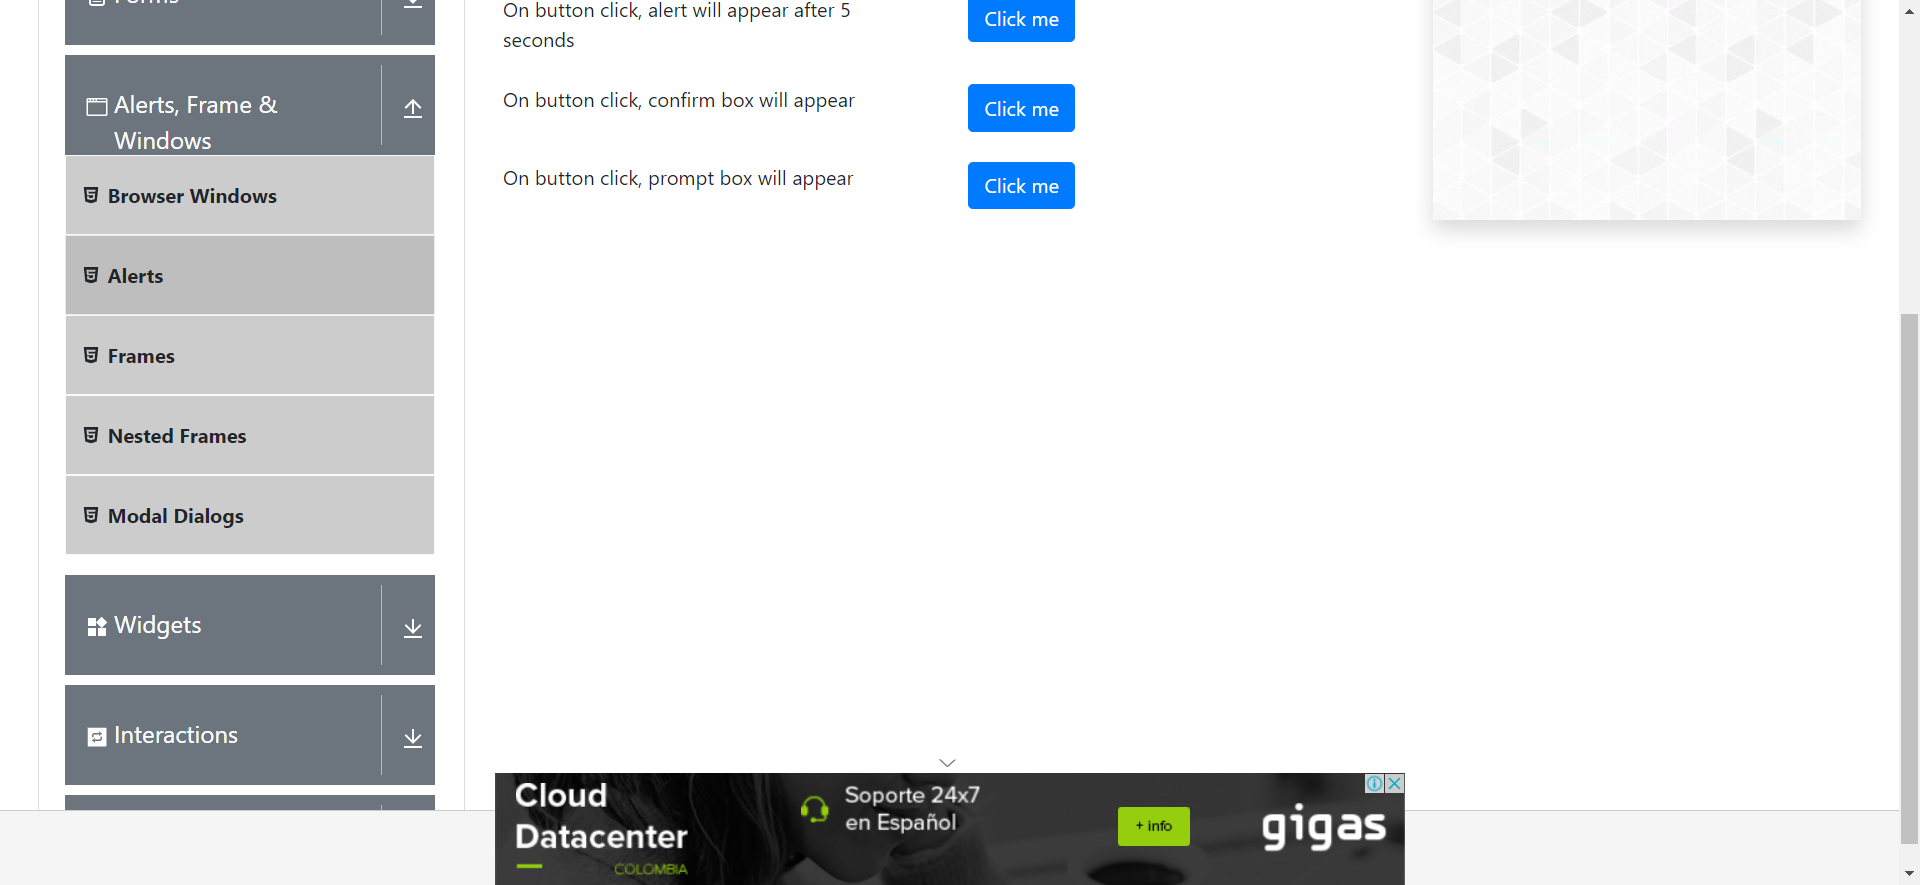 Forms
Alerts, Frame &
Windows
Browser Windows
Alerts
Frames
Nested Frames
Modal Dialogs
Widgets
Interactions
On button click, alert will appear after 5
seconds
Click me
On button click, confirm box will appear
Click me
On button click, prompt box will appear
Click me
Cloud
Datacenter
COLOMBIA
Soporte 24x7
en Español
+ info
gigas